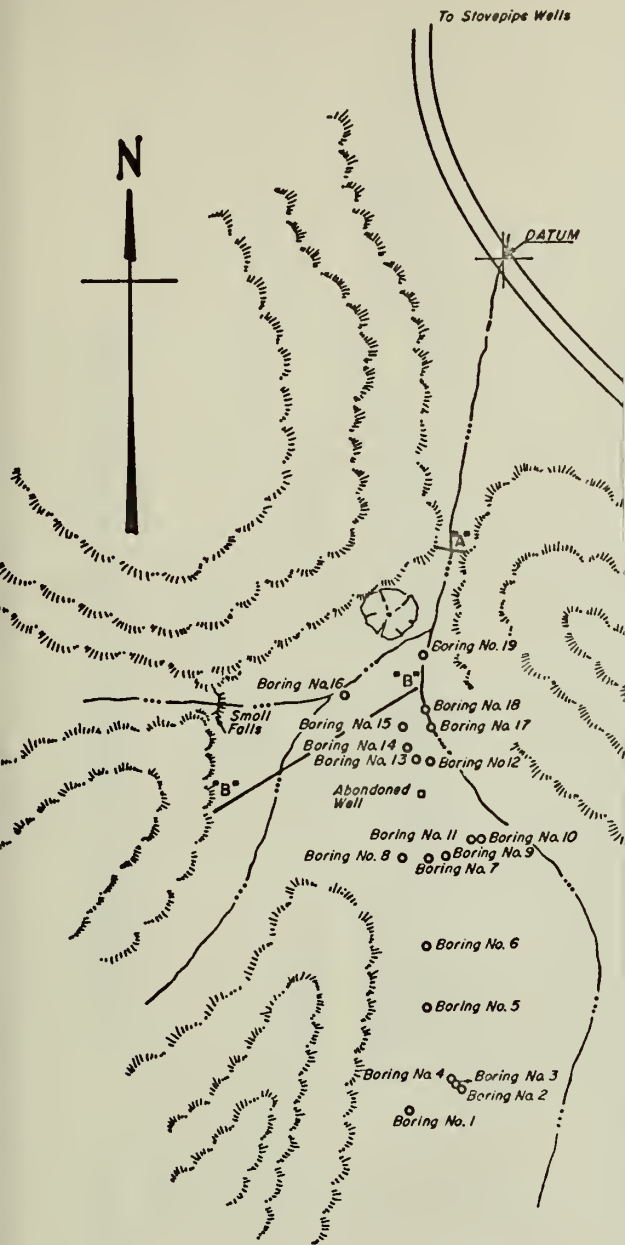 To Stovepipe Wells
N
DATUM
"A"
Boring No. 19
Boring No. 16
"B"
Boring No. 18
Small
Falls
Boring No. 15
Boring No. 17
Boring No. 14
Boring No. 13
Boring No 12
"B"
Abandoned
Well
Boring No. 11
Boring No. 10
Boring No. 8
Boring No. 9
Boring No. 7
Boring No. 6
Boring No. 5
Boring No. 4
Boring No. 3
Boring No. 2
Boring No. 1